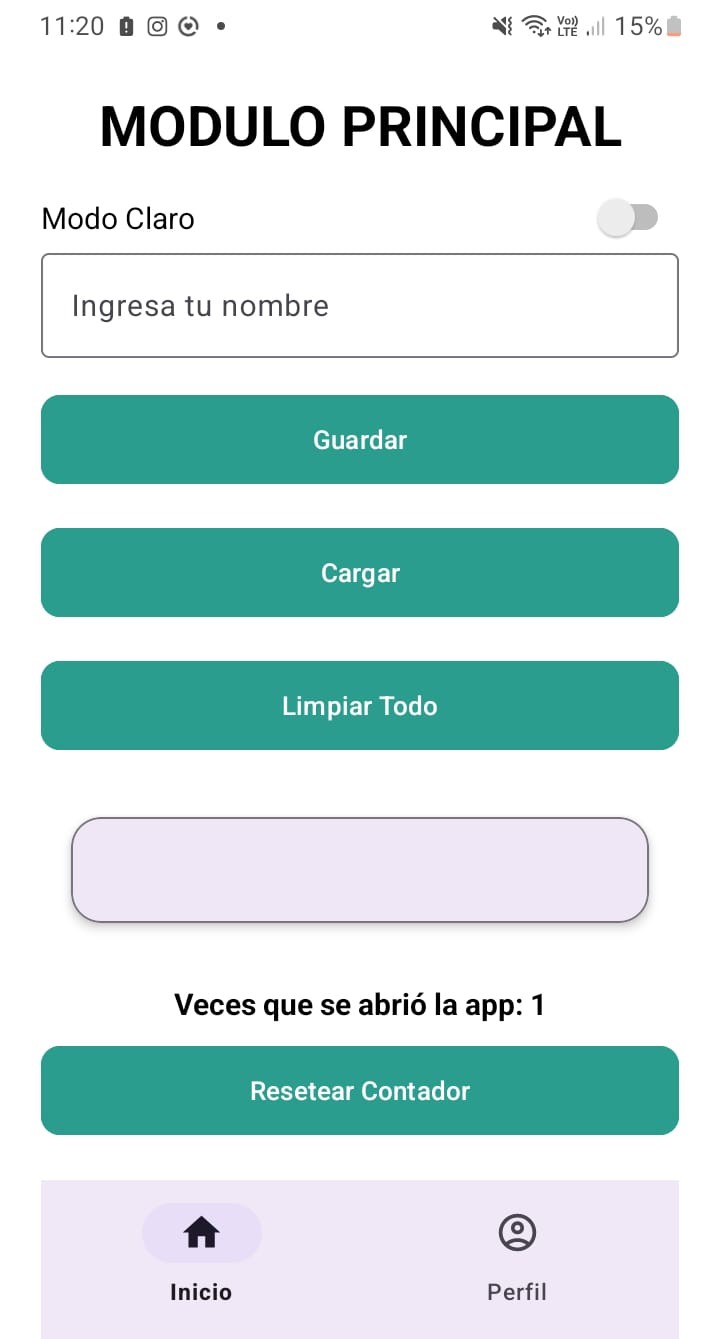 11:20
Vo))
LTE
15%
MODULO PRINCIPAL
Modo Claro
Ingresa tu nombre
Guardar
Cargar
Limpiar Todo
Veces que se abrió la app: 1
Resetear Contador
Inicio
Perfil